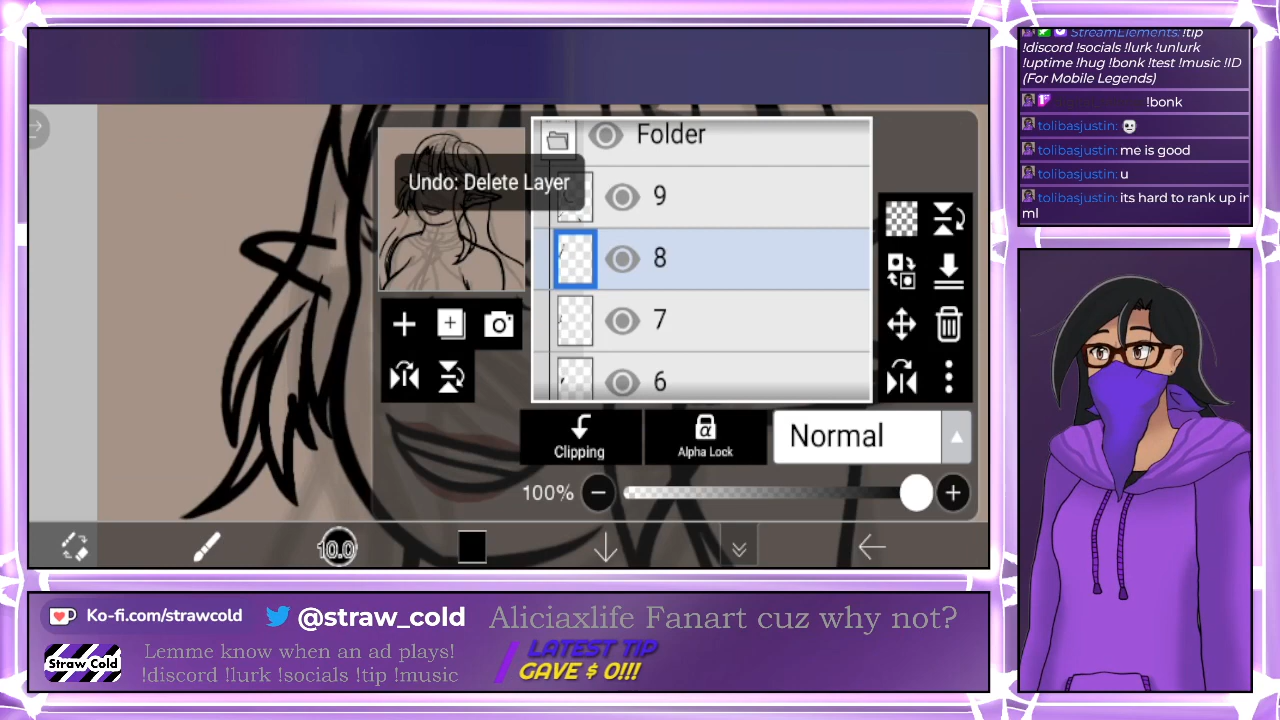 Folder
Undo: Delete Layer
9
8
7
6
Clipping
Alpha Lock
Normal
100%
10.0
StreamElements: !tip
!discord !socials !lurk !unlurk
!uptime !hug !bonk !test !music !ID
(For Mobile Legends)
!bonk
tolibasjustin:
tolibasjustin: me is good
tolibasjustin: u
tolibasjustin: its hard to rank up in
ml
Ko-fi.com/strawcold
@straw_cold
Aliciaxlife Fanart cuz why not?
Straw Cold
Lemme know when an ad plays!
!discord !lurk !socials !tip !music
LATEST TIP
GAVE $ 0!!!